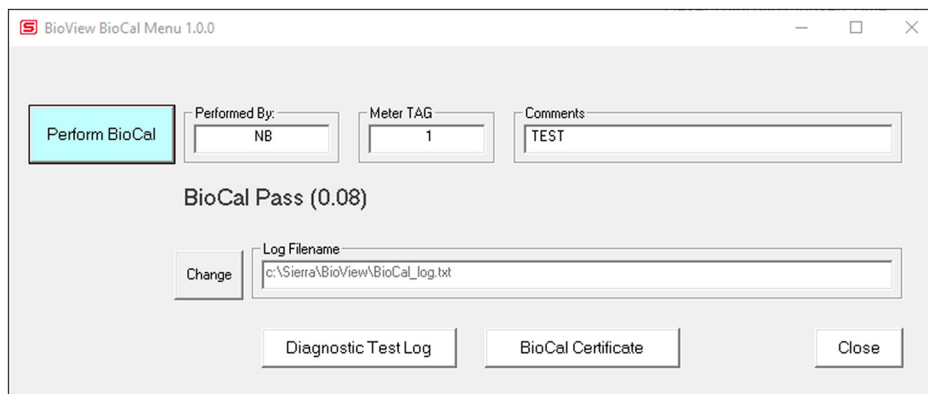 BioView BioCal Menu 1.0.0
Perform BioCal
Performed By:
NB
Meter TAG
1
Comments
TEST
BioCal Pass (0.08)
Change
Log Filename
c:\Sierra\BioView\BioCal_log.txt
Diagnostic Test Log
BioCal Certificate
Close